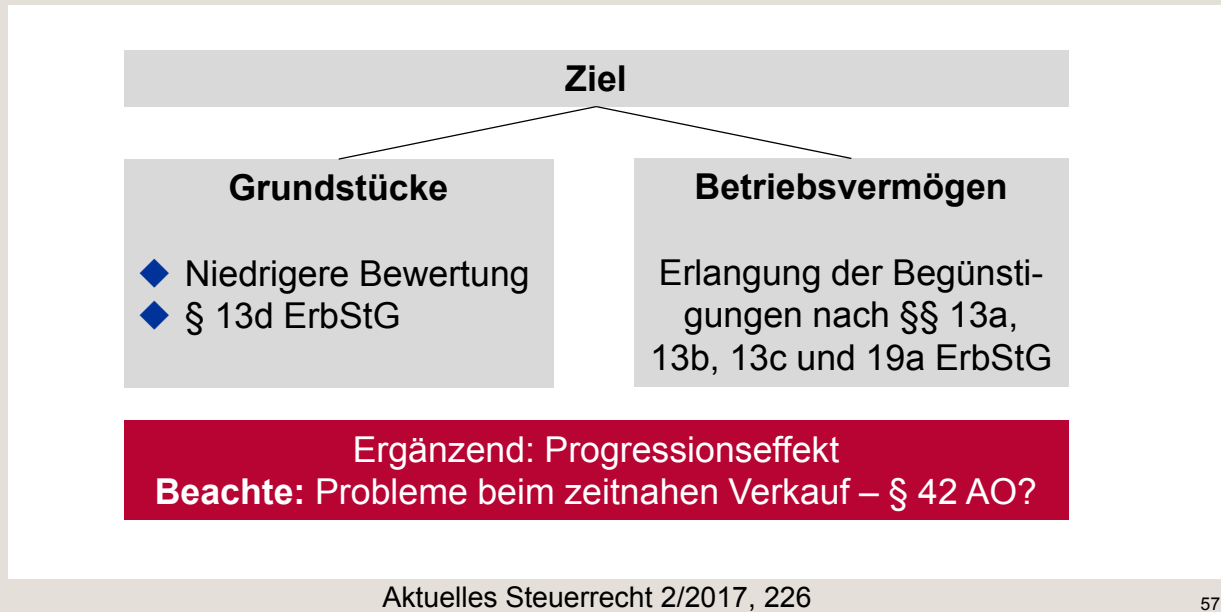 Ziel
Grundstücke
Niedrigere Bewertung
§ 13d ErbStG
Betriebsvermögen
Erlangung der Begünsti-
gungen nach §§ 13a,
13b, 13c und 19a ErbStG
Ergänzend: Progressionseffekt
Beachte: Probleme beim zeitnahen Verkauf – § 42 AO?
Aktuelles Steuerrecht 2/2017, 226
57